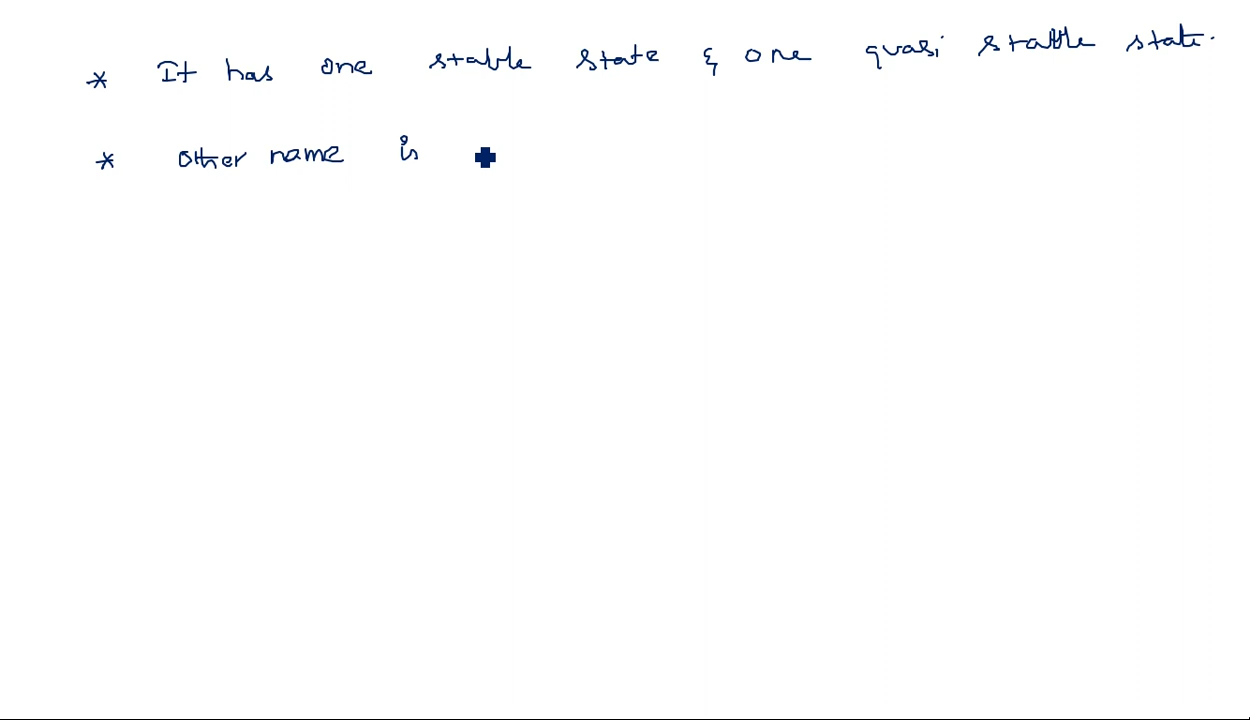 * It has one stable state & one quasi stable state.
* Other name is